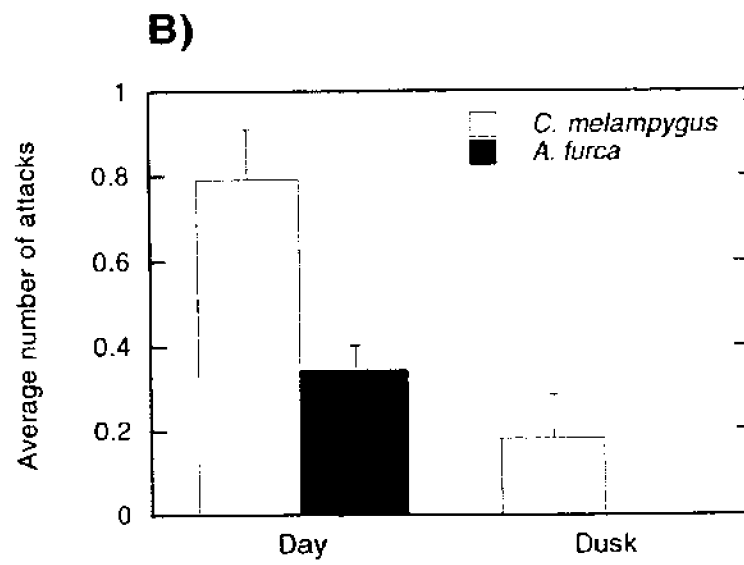 B)
Average number of attacks
1
0.8
0.6
0.4
0.2
0
C. melampygus
A. furca
Day
Dusk